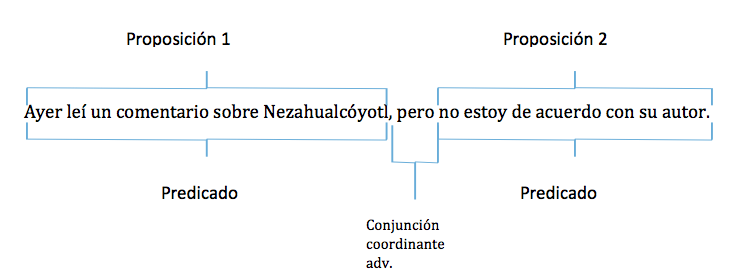 Proposición 1
Proposición 2
Ayer leí un comentario sobre Nezahualcóyotl, pero no estoy de acuerdo con su autor.
Predicado
Predicado
Conjunción
coordinante
adv.